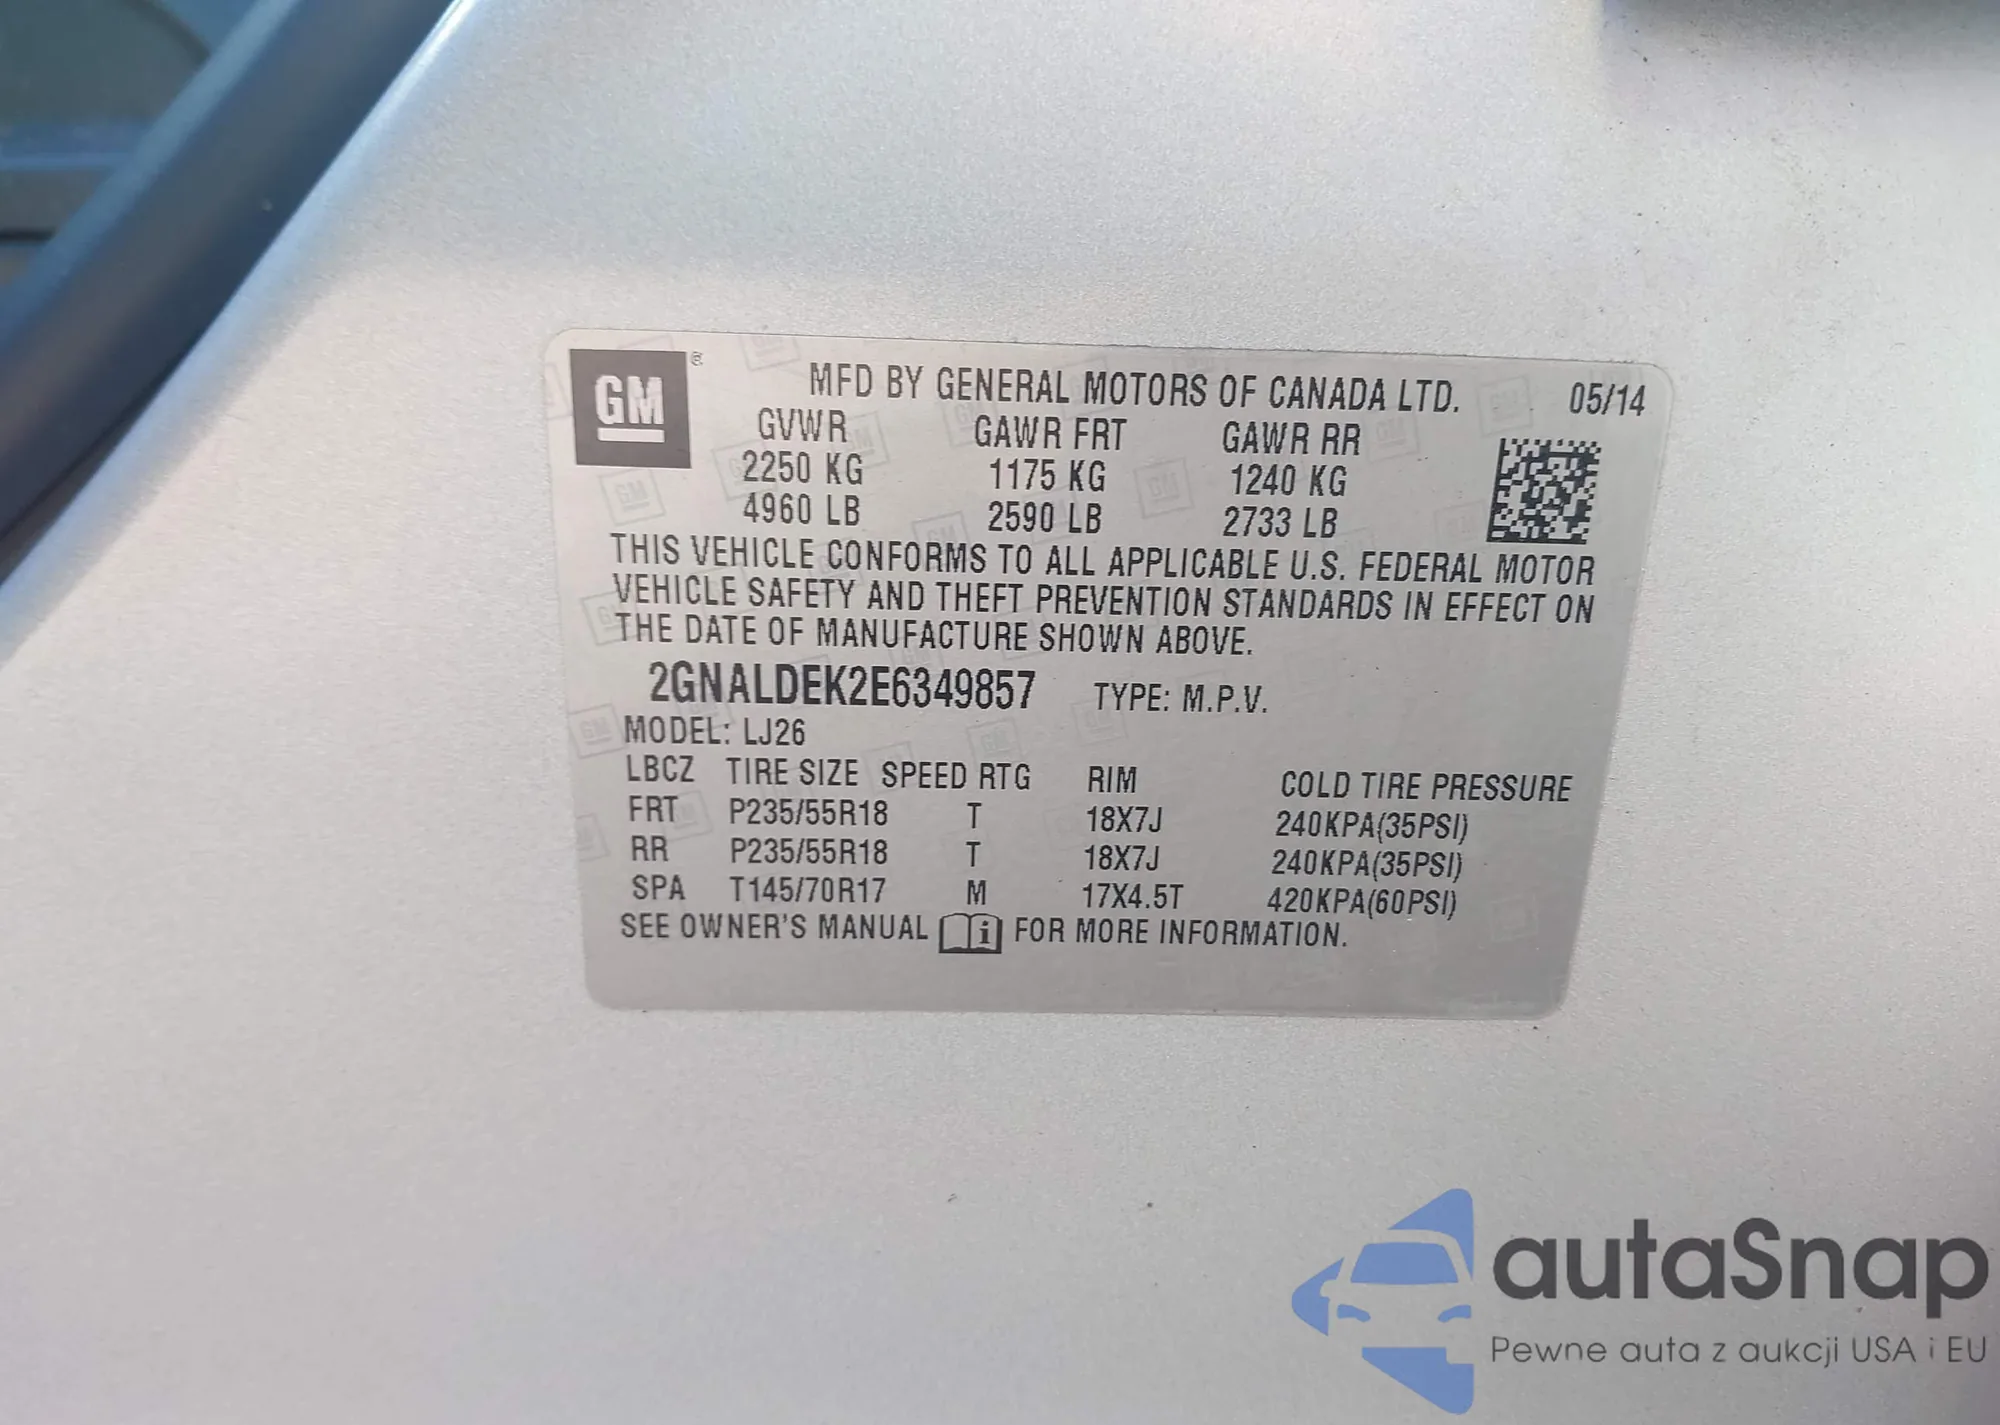 GM ®
MFD BY GENERAL MOTORS OF CANADA LTD. 05/14
GVWR GAWR FRT GAWR RR
2250 KG 1175 KG 1240 KG
4960 LB 2590 LB 2733 LB
THIS VEHICLE CONFORMS TO ALL APPLICABLE U.S. FEDERAL MOTOR
VEHICLE SAFETY AND THEFT PREVENTION STANDARDS IN EFFECT ON
THE DATE OF MANUFACTURE SHOWN ABOVE.
2GNALDEK2E6349857 TYPE: M.P.V.
MODEL: LJ26
LBCZ TIRE SIZE SPEED RTG RIM COLD TIRE PRESSURE
FRT P235/55R18 T 18X7J 240KPA(35PSI)
RR P235/55R18 T 18X7J 240KPA(35PSI)
SPA T145/70R17 M 17X4.5T 420KPA(60PSI)
SEE OWNER'S MANUAL i FOR MORE INFORMATION.
autaSnap
Pewne auta z aukcji USA i EU